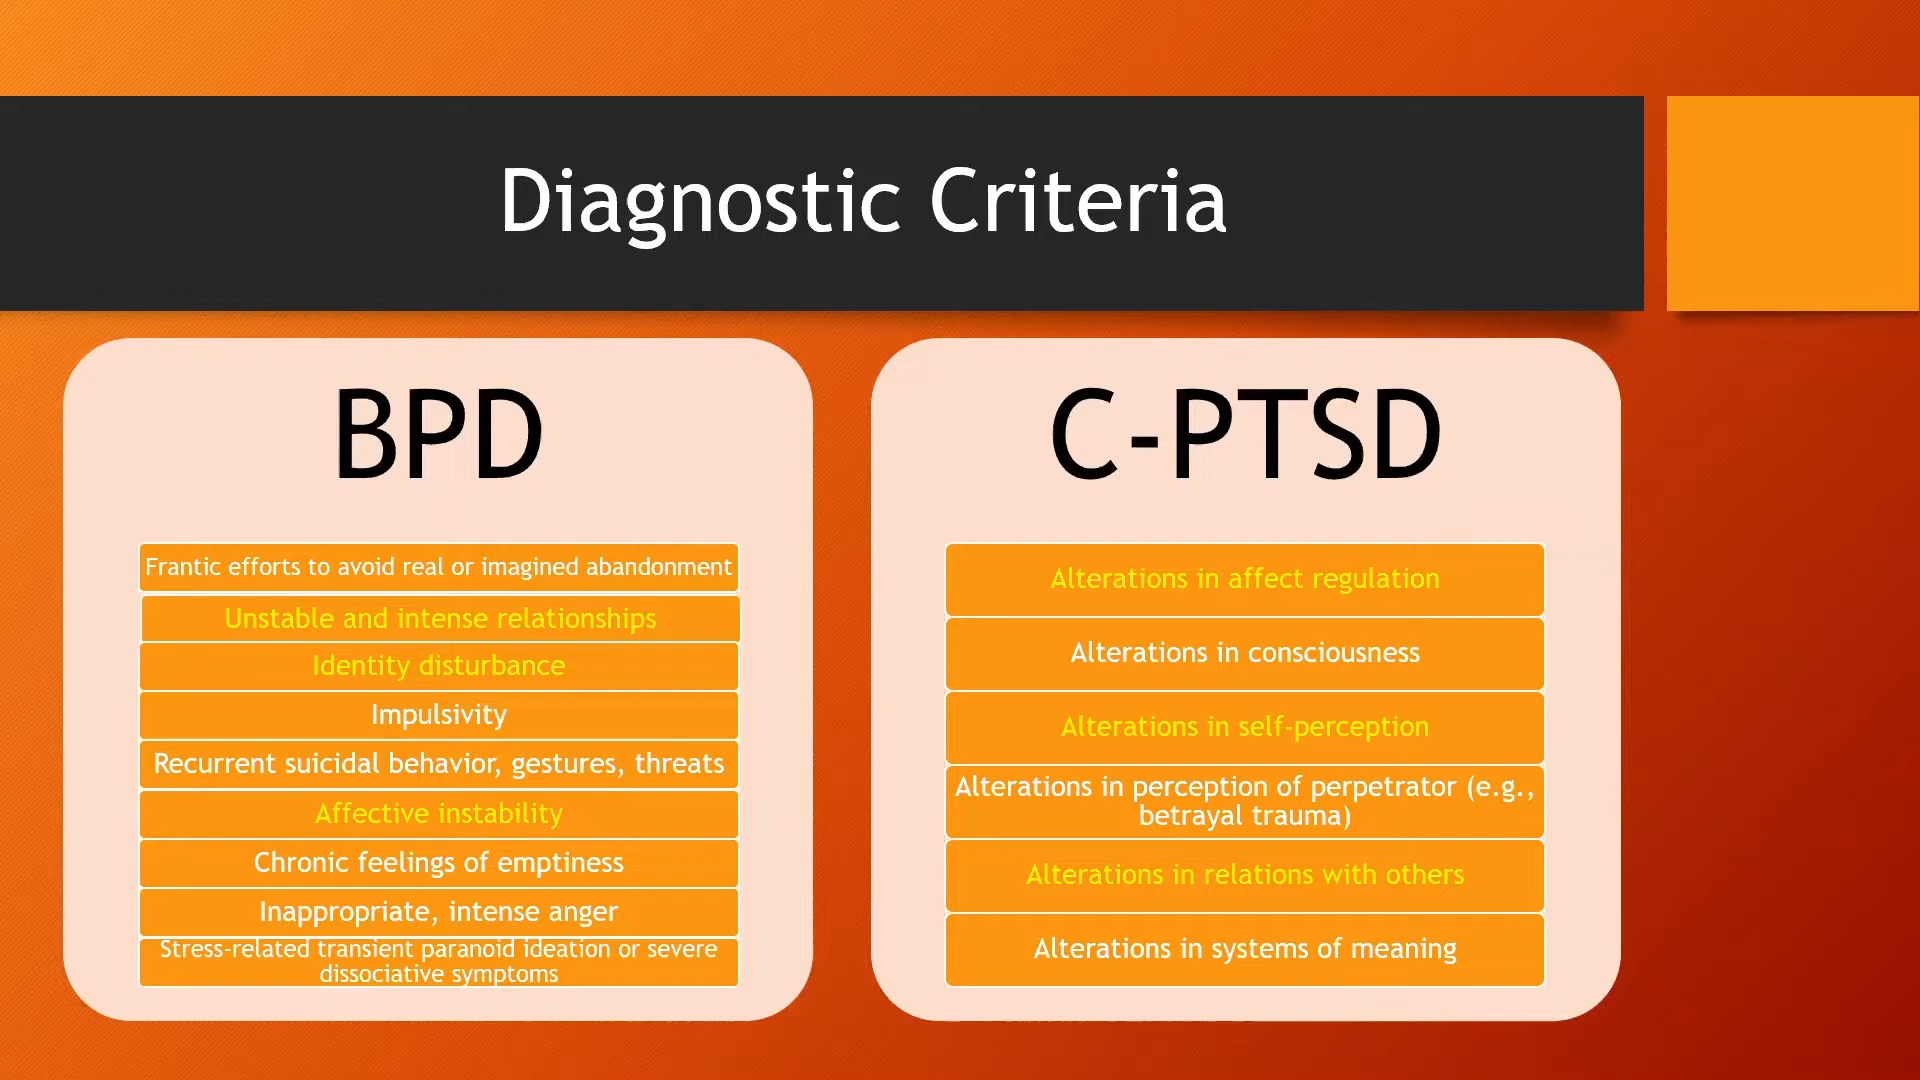 Diagnostic Criteria
BPD
Frantic efforts to avoid real or imagined abandonment
Unstable and intense relationships
Identity disturbance
Impulsivity
Recurrent suicidal behavior, gestures, threats
Affective instability
Chronic feelings of emptiness
Inappropriate, intense anger
Stress-related transient paranoid ideation or severe
dissociative symptoms
C-PTSD
Alterations in affect regulation
Alterations in consciousness
Alterations in self-perception
Alterations in perception of perpetrator (e.g.,
betrayal trauma)
Alterations in relations with others
Alterations in systems of meaning